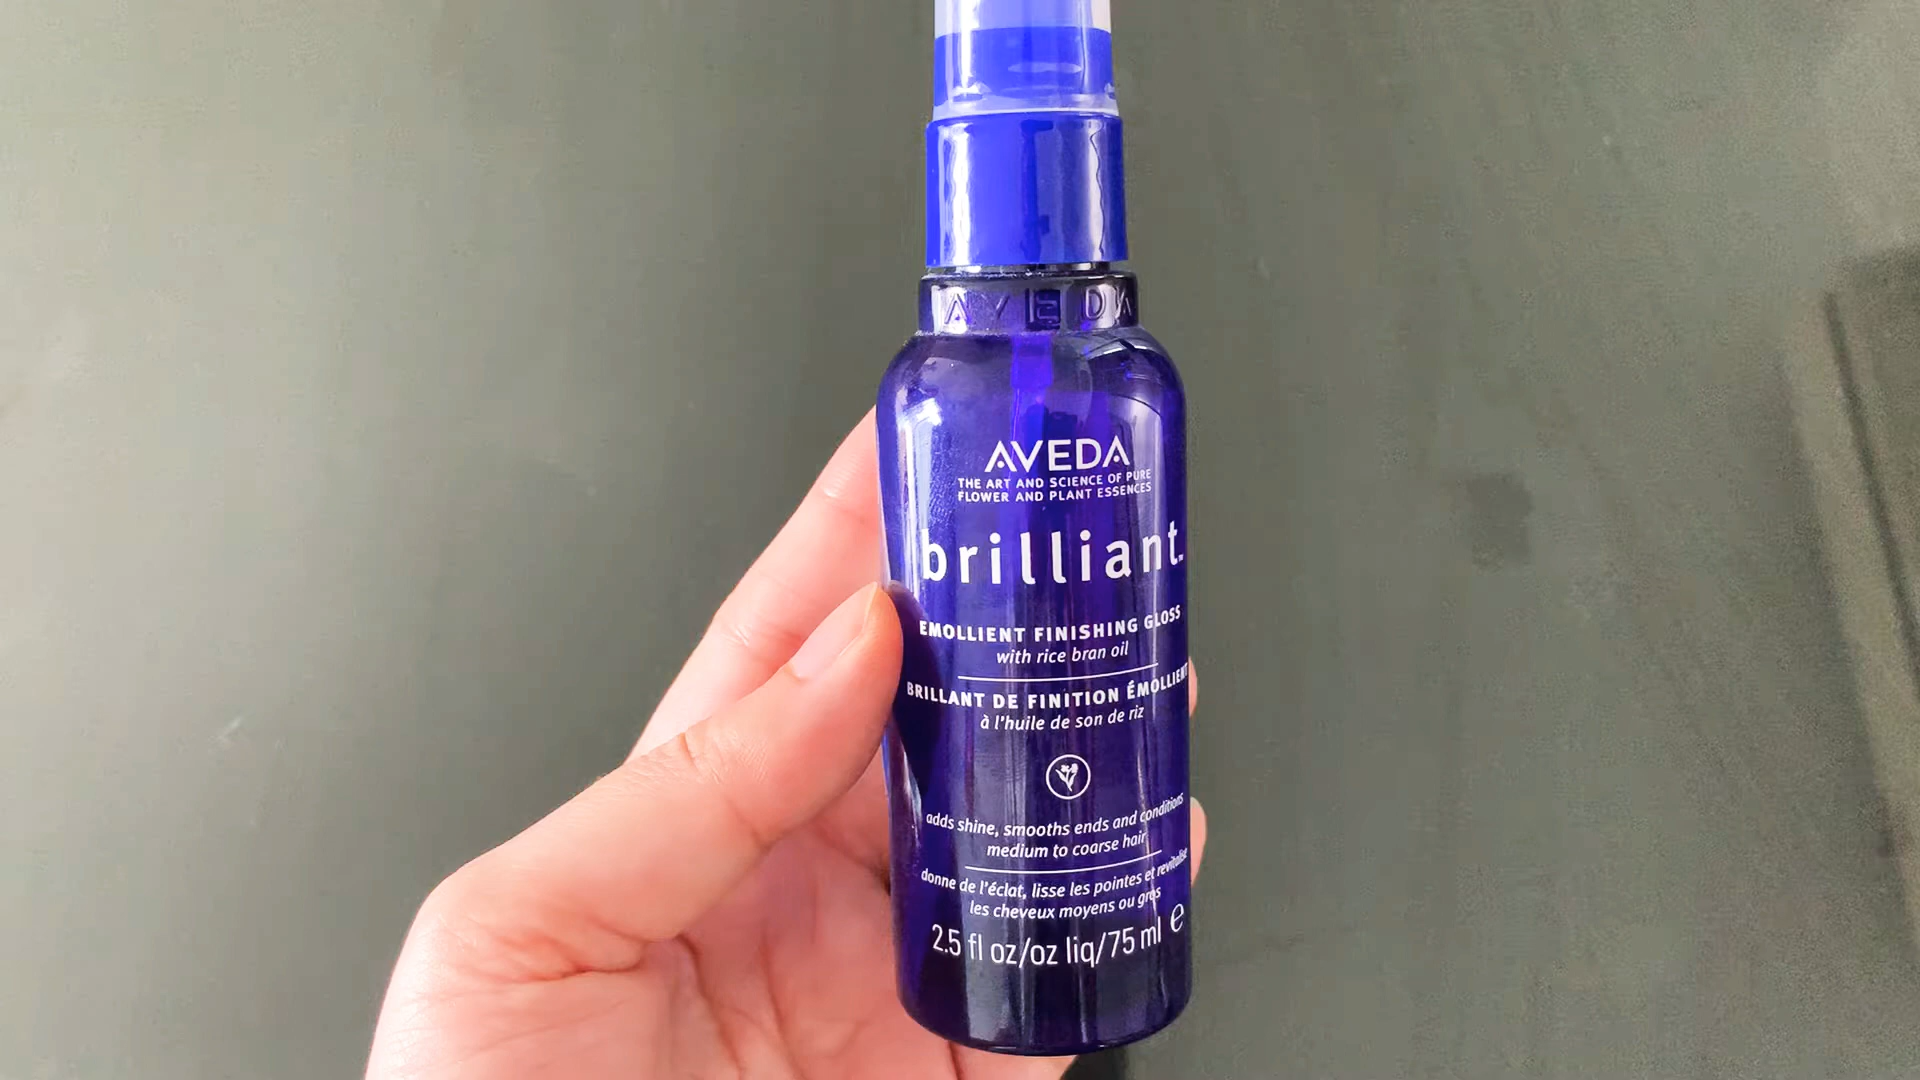 AVEDA
AVEDA
THE ART AND SCIENCE OF PURE
FLOWER AND PLANT ESSENCES
brilliant™
EMOLLIENT FINISHING GLOSS
with rice bran oil
BRILLANT DE FINITION ÉMOLLIENT
à l'huile de son de riz
adds shine, smooths ends and conditions
medium to coarse hair
donne de l'éclat, lisse les pointes et revitalise
les cheveux moyens ou gros
2.5 fl oz/oz liq/75 ml ℮